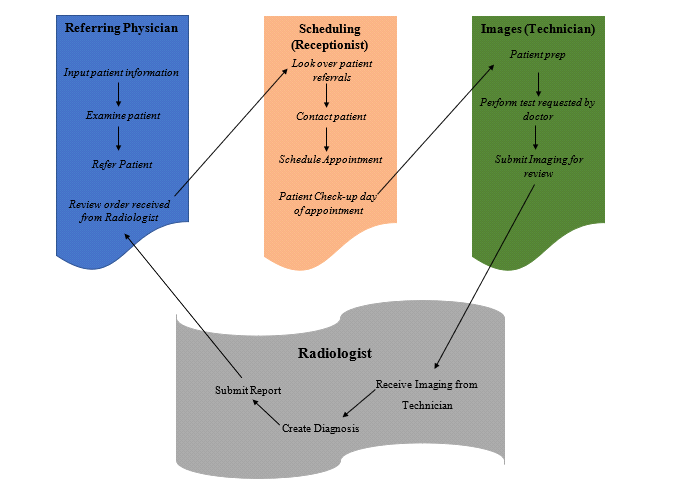 Referring Physician
Input patient information
Examine patient
Refer Patient
Review order received
from Radiologist
Scheduling
(Receptionist)
Look over patient
referrals
Contact patient
Schedule Appointment
Patient Check-up day
of appointment
Images (Technician)
Patient prep
Perform test requested by
doctor
Submit Imaging for
review
Radiologist
Receive Imaging from
Technician
Create Diagnosis
Submit Report